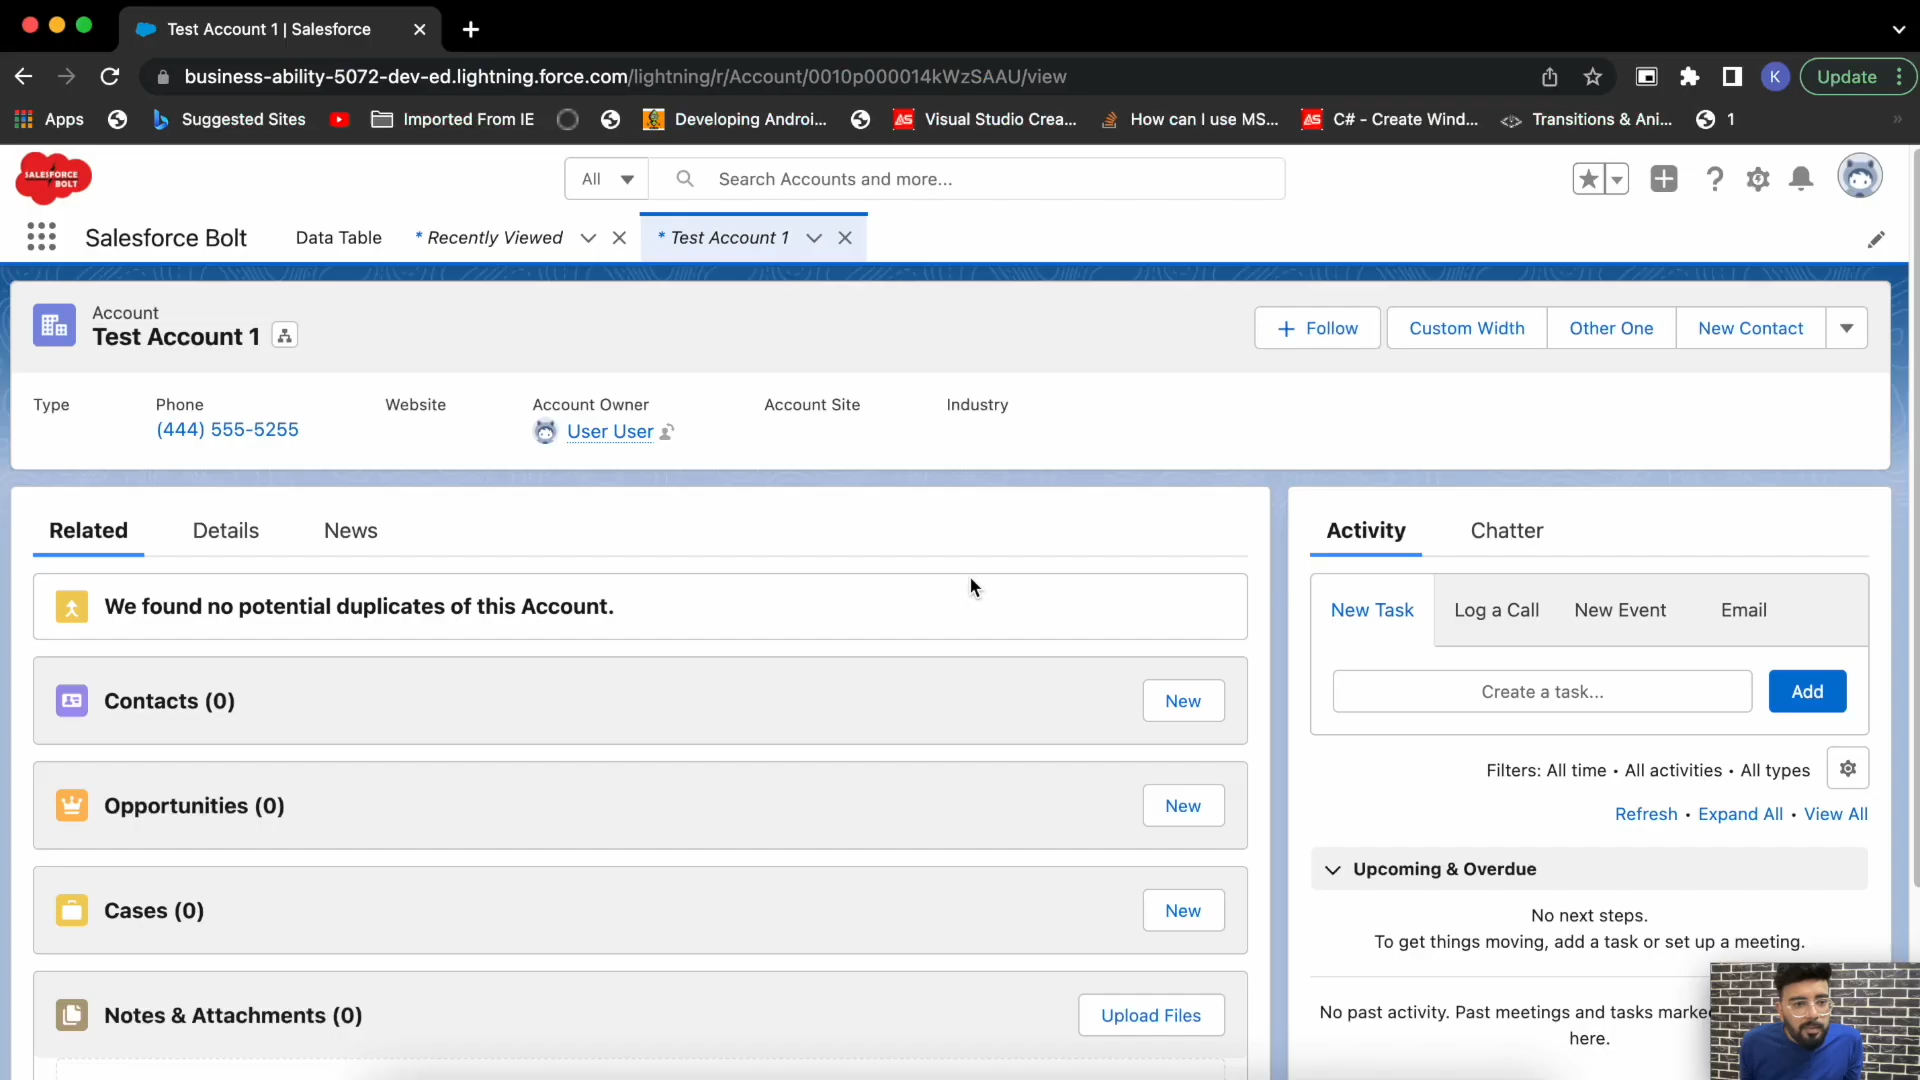 Test Account 1 | Salesforce
business-ability-5072-dev-ed.lightning.force.com/lightning/r/Account/0010p000014kWzSAAU/view
K
Update
Apps
Suggested Sites
Imported From IE
Developing Androi...
Visual Studio Crea...
How can I use MS...
C# - Create Wind...
Transitions & Ani...
1
SALESFORCE
BOLT
All
Search Accounts and more...
Salesforce Bolt
Data Table
* Recently Viewed
* Test Account 1
Account
Test Account 1
Follow
Custom Width
Other One
New Contact
Type
Phone
Website
Account Owner
Account Site
Industry
(444) 555-5255
User User
Related
Details
News
Activity
Chatter
We found no potential duplicates of this Account.
New Task
Log a Call
New Event
Email
Create a task...
Add
Contacts (0)
New
Filters: All time • All activities • All types
Refresh • Expand All • View All
Opportunities (0)
New
Upcoming & Overdue
Cases (0)
New
No next steps.
To get things moving, add a task or set up a meeting.
Notes & Attachments (0)
Upload Files
No past activity. Past meetings and tasks marke
here.